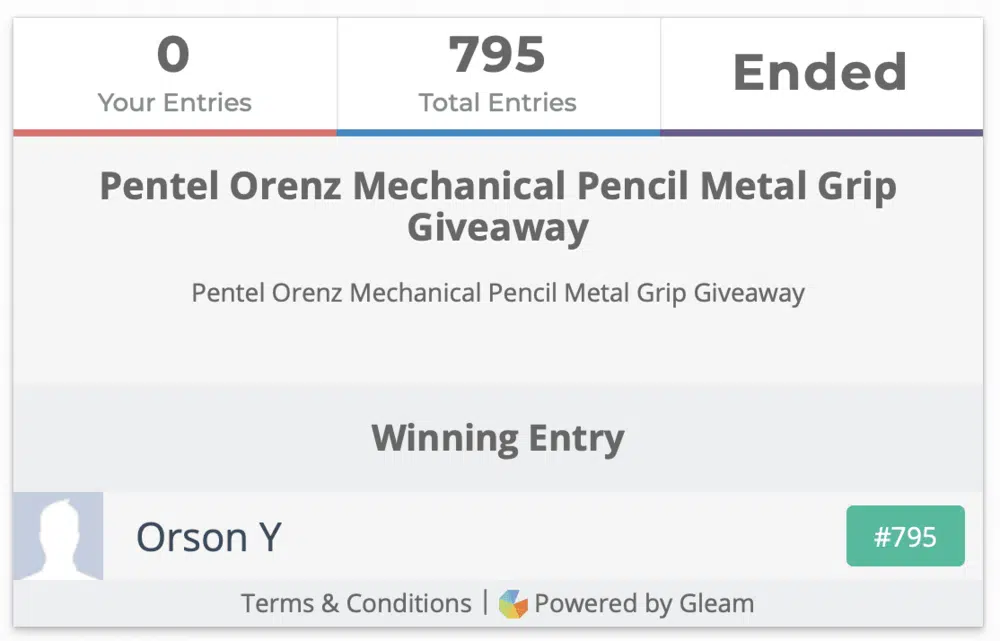 0
Your Entries
795
Total Entries
Ended
Pentel Orenz Mechanical Pencil Metal Grip
Giveaway
Pentel Orenz Mechanical Pencil Metal Grip Giveaway
Winning Entry
Orson Y
#795
Terms & Conditions | Powered by Gleam